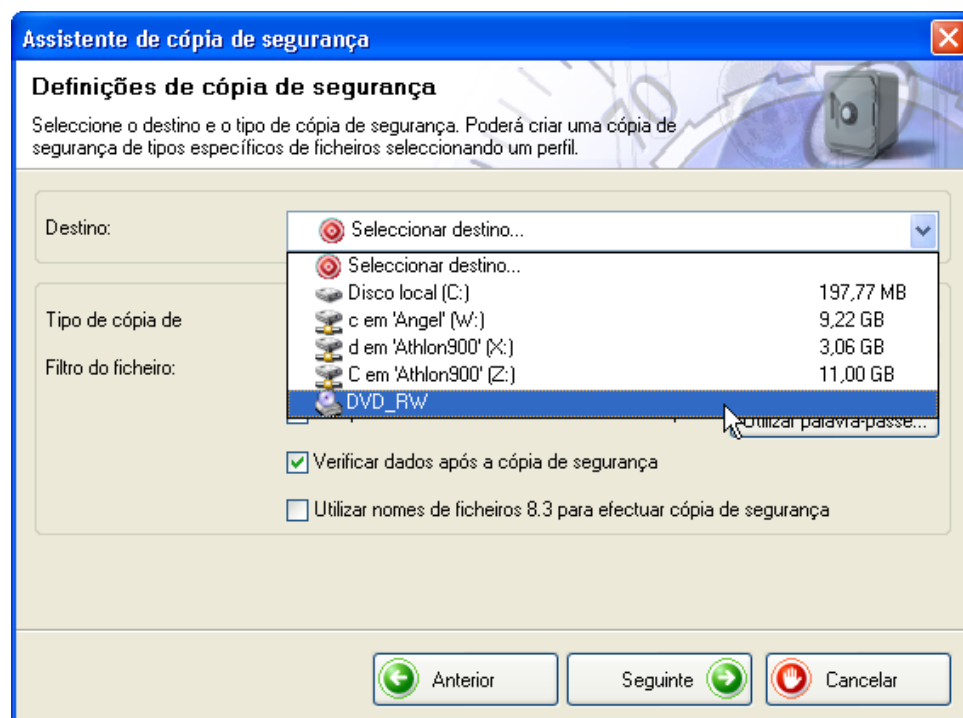 Assistente de cópia de segurança
Definições de cópia de segurança
Seleccione o destino e o tipo de cópia de segurança. Poderá criar uma cópia de
segurança de tipos específicos de ficheiros seleccionando um perfil.
Destino:
Seleccionar destino...
Seleccionar destino...
Disco local (C:) 197,77 MB
c em 'Angel' (W:) 9,22 GB
Tipo de cópia de
d em 'Athlon900' (X:) 3,06 GB
Filtro do ficheiro:
C em 'Athlon900' (Z:) 11,00 GB
DVD_RW
Utilizar palavra-passe...
Verificar dados após a cópia de segurança
Utilizar nomes de ficheiros 8.3 para efectuar cópia de segurança
Anterior
Seguinte
Cancelar